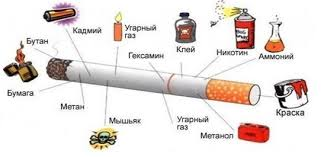 Кадмий
Угарный
газ
Клей
Бутан
Гексамин
Никотин
Аммоний
Бумага
Метан
Мышьяк
Угарный
газ
Метанол
Краска